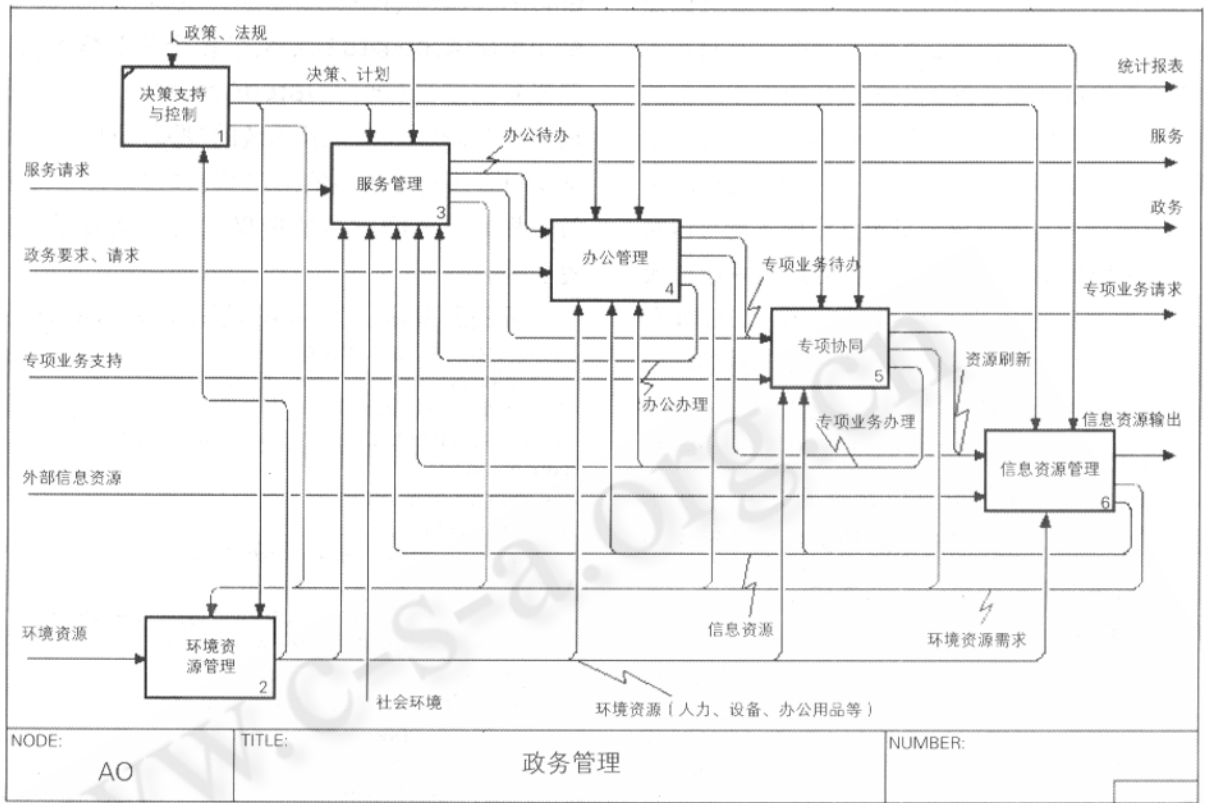 政策、法规
统计报表
决策、计划
决策支持
与控制
1
办公待办
服务
服务请求
服务管理
3
政务
政务要求、请求
办公管理
4
专项业务待办
专项业务请求
专项协同
5
专项业务支持
资源刷新
办公办理
专项业务办理
信息资源输出
外部信息资源
信息资源管理
6
信息资源
环境资源需求
环境资源
环境资
源管理
2
社会环境
环境资源（人力、设备、办公用品等）
NODE:
AO
TITLE:
政务管理
NUMBER:
www.c-s-a.org.cn